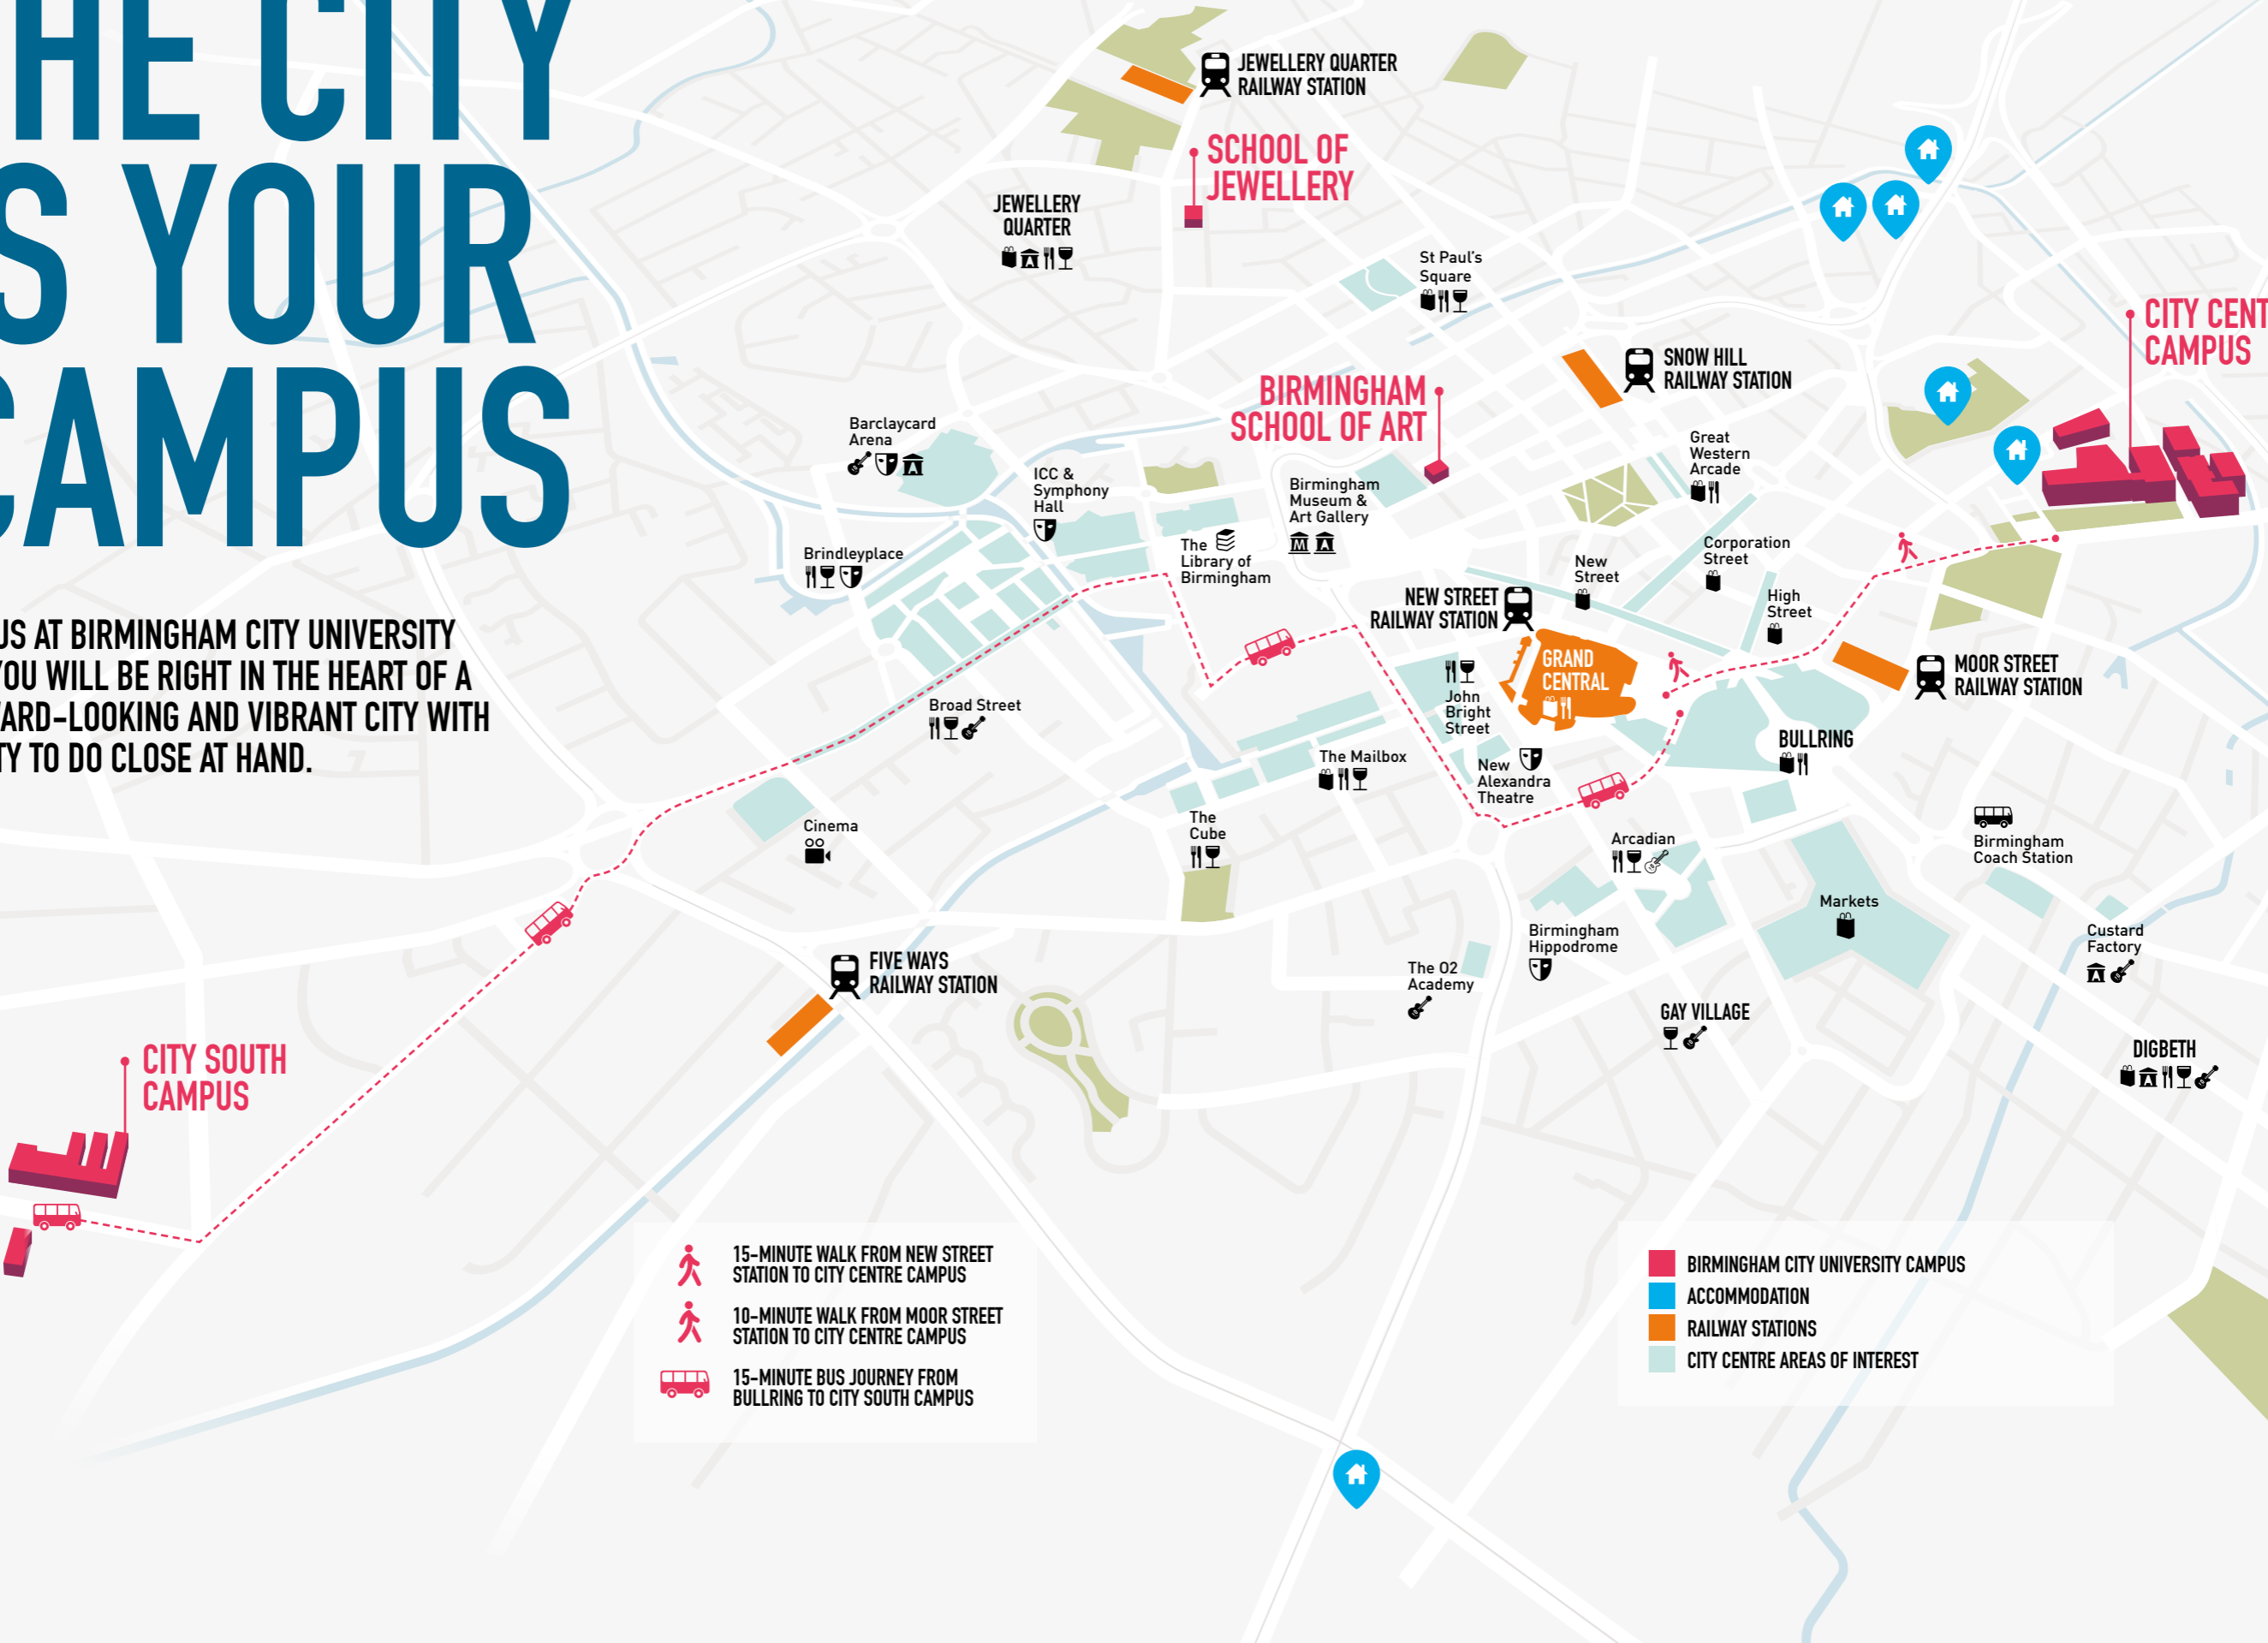 HE CITY
S YOUR
CAMPUS
US AT BIRMINGHAM CITY UNIVERSITY
YOU WILL BE RIGHT IN THE HEART OF A
ARD-LOOKING AND VIBRANT CITY WITH
TY TO DO CLOSE AT HAND.
JEWELLERY QUARTER
RAILWAY STATION
SCHOOL OF
JEWELLERY
JEWELLERY
QUARTER
St Paul's
Square
CITY CENT
CAMPUS
SNOW HILL
RAILWAY STATION
BIRMINGHAM
SCHOOL OF ART
Barclaycard
Arena
Great
Western
Arcade
ICC &
Symphony
Hall
Birmingham
Museum &
Art Gallery
The
Library of
Birmingham
Brindleyplace
Corporation
Street
New
Street
High
Street
NEW STREET
RAILWAY STATION
GRAND
CENTRAL
MOOR STREET
RAILWAY STATION
John
Bright
Street
Broad Street
BULLRING
The Mailbox
New
Alexandra
Theatre
Cinema
The
Cube
Arcadian
Birmingham
Coach Station
Markets
Birmingham
Hippodrome
Custard
Factory
FIVE WAYS
RAILWAY STATION
The O2
Academy
GAY VILLAGE
DIGBETH
CITY SOUTH
CAMPUS
15-MINUTE WALK FROM NEW STREET
STATION TO CITY CENTRE CAMPUS
10-MINUTE WALK FROM MOOR STREET
STATION TO CITY CENTRE CAMPUS
15-MINUTE BUS JOURNEY FROM
BULLRING TO CITY SOUTH CAMPUS
BIRMINGHAM CITY UNIVERSITY CAMPUS
ACCOMMODATION
RAILWAY STATIONS
CITY CENTRE AREAS OF INTEREST